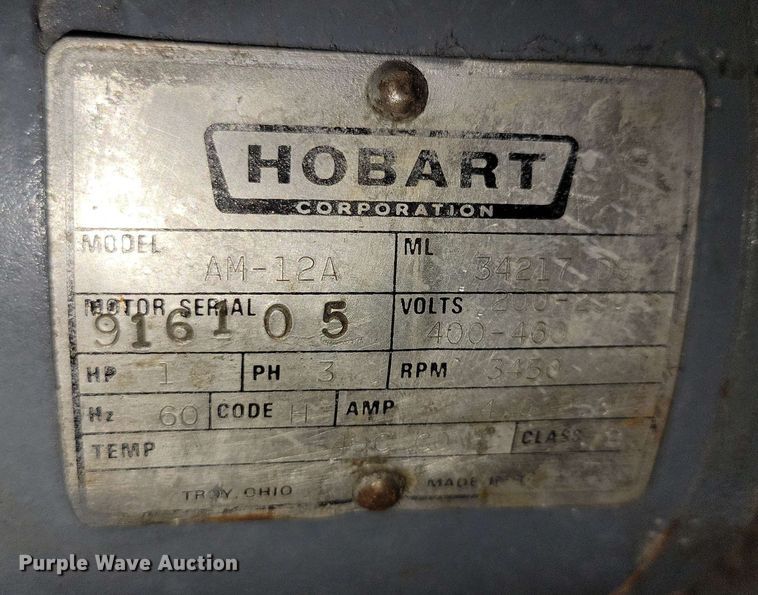 HOBART
CORPORATION
MODEL AM-12A ML 34217
MOTOR SERIAL 916105 VOLTS
400-460
HP 1 PH 3 RPM 3450
Hz 60 CODE H AMP
TEMP CLASS
TROY, OHIO MADE
Purple Wave Auction